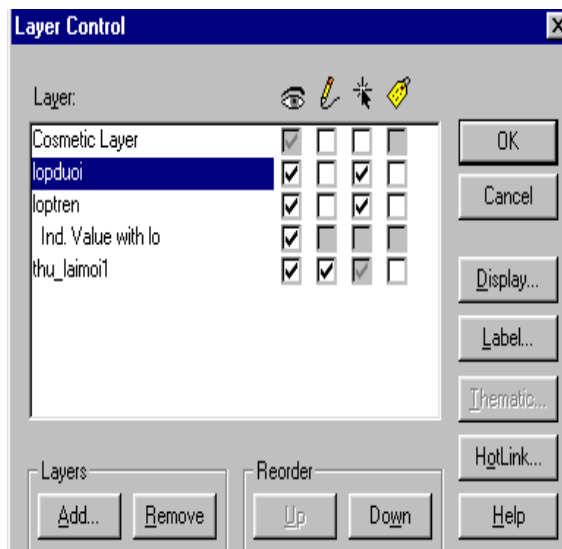 Layer Control
Layer:
Cosmetic Layer
lopduoi
loptren
Ind. Value with lo
thu_laimoi1
OK
Cancel
Display...
Label...
Thematic...
HotLink...
Help
Layers
Add...
Remove
Reorder
Up
Down